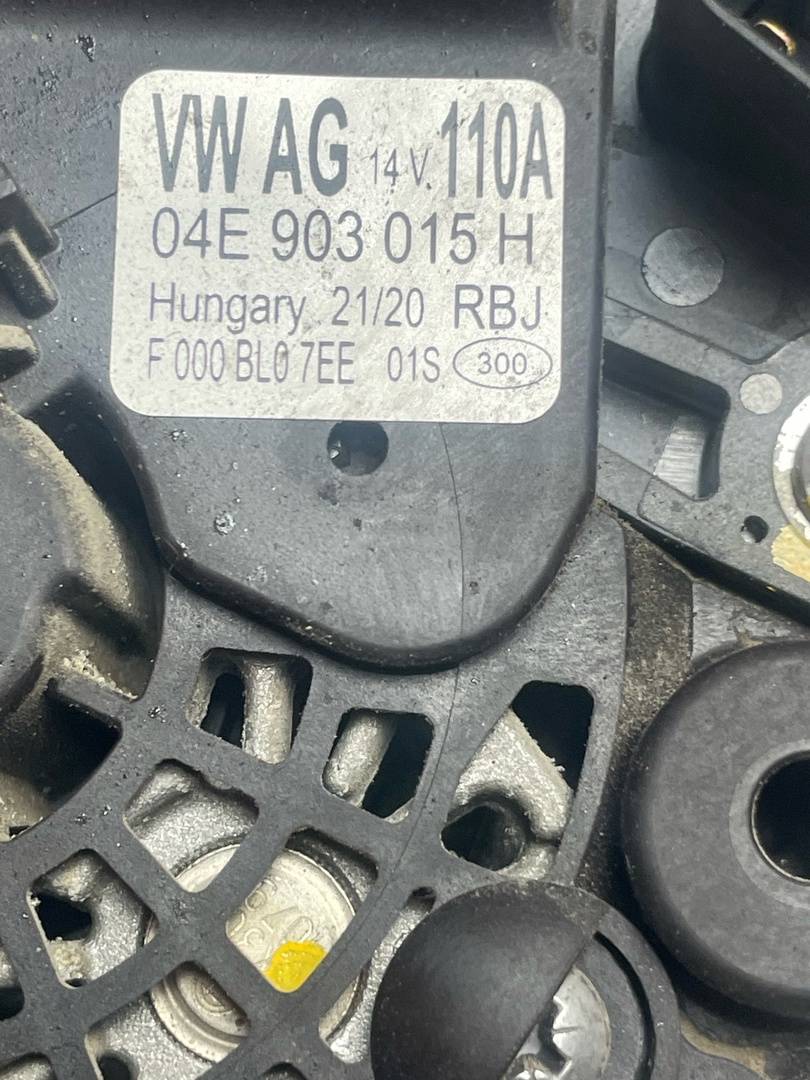 VW AG 14 V 110A
04E 903 015 H
Hungary 21/20 RBJ
F 000 BL0 7EE 01S 300